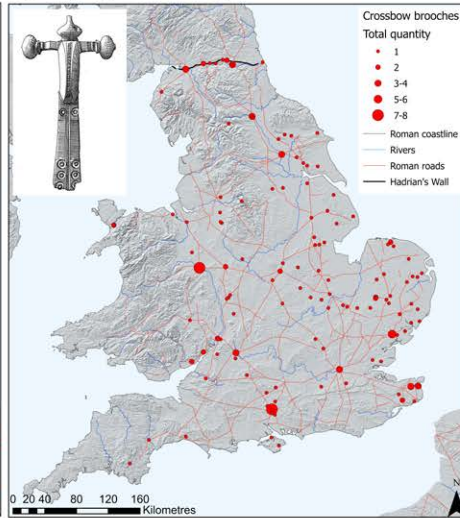 Crossbow brooches
Total quantity
1
2
3-4
5-6
7-8
Roman coastline
Rivers
Roman roads
Hadrian's Wall
N
0 20 40 80 120 160
Kilometres